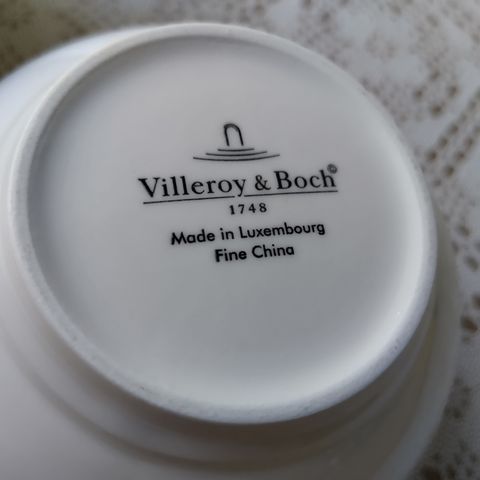 Villeroy & Boch©
1748
Made in Luxembourg
Fine China